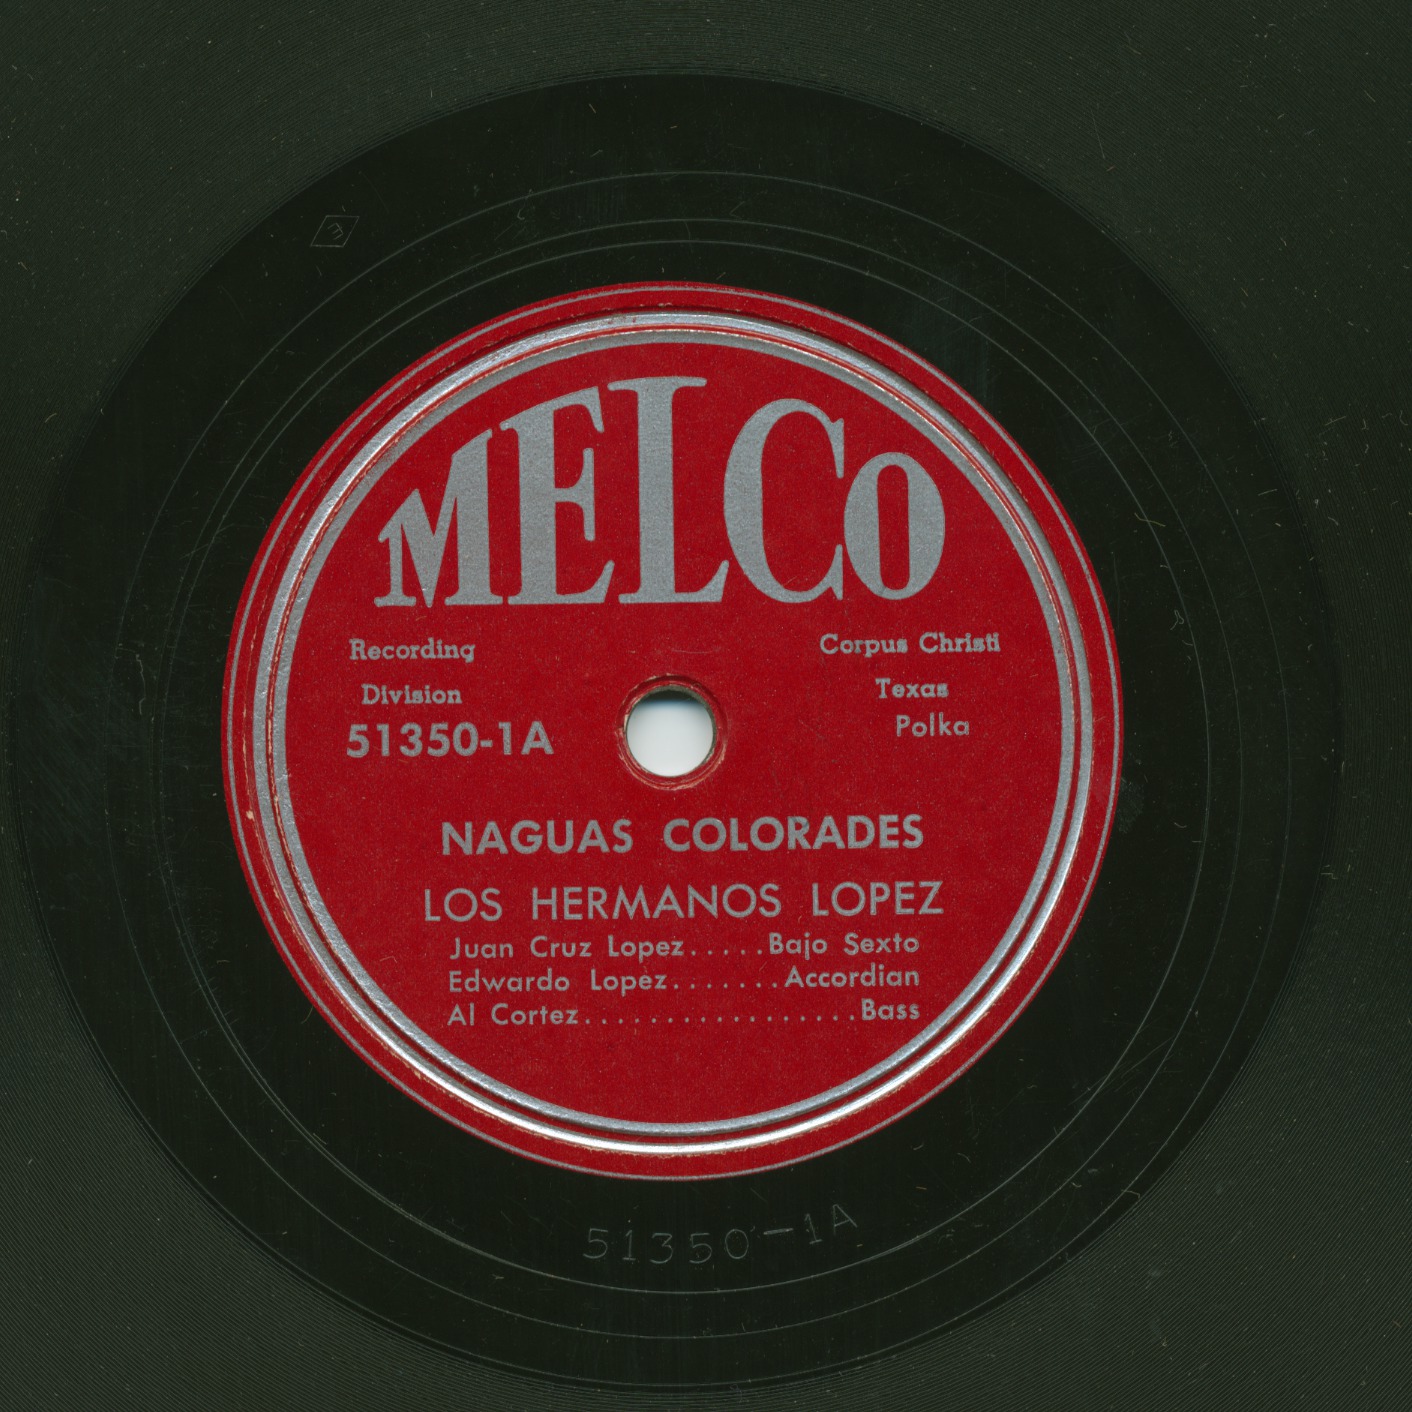 MELCO
Recording
Division
51350-1A
Corpus Christi
Texas
Polka
NAGUAS COLORADES
LOS HERMANOS LOPEZ
Juan Cruz Lopez.....Bajo Sexto
Edwardo Lopez.......Accordian
Al Cortez.................Bass
51350-1A